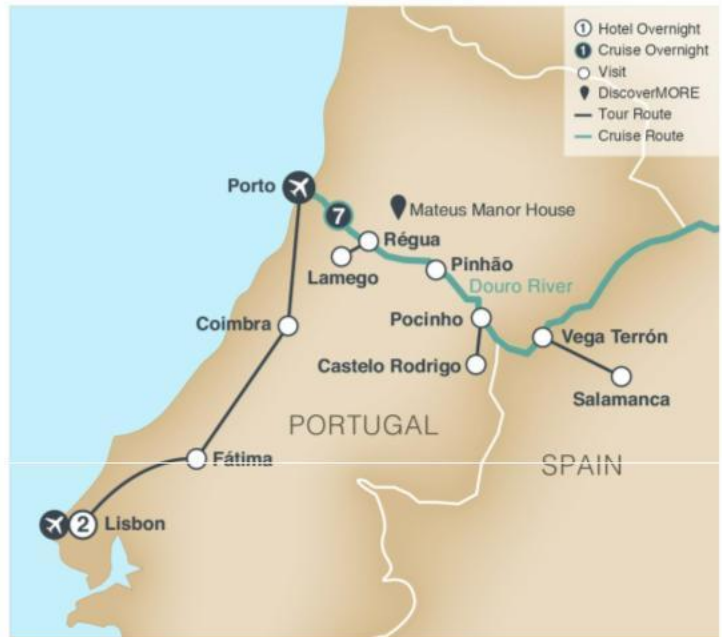 1 Hotel Overnight
1 Cruise Overnight
Visit
DiscoverMORE
Tour Route
Cruise Route
Porto
7
Mateus Manor House
Régua
Lamego
Pinhão
Douro River
Coimbra
Pocinho
Vega Terrón
Castelo Rodrigo
Salamanca
PORTUGAL
Fátima
SPAIN
2 Lisbon